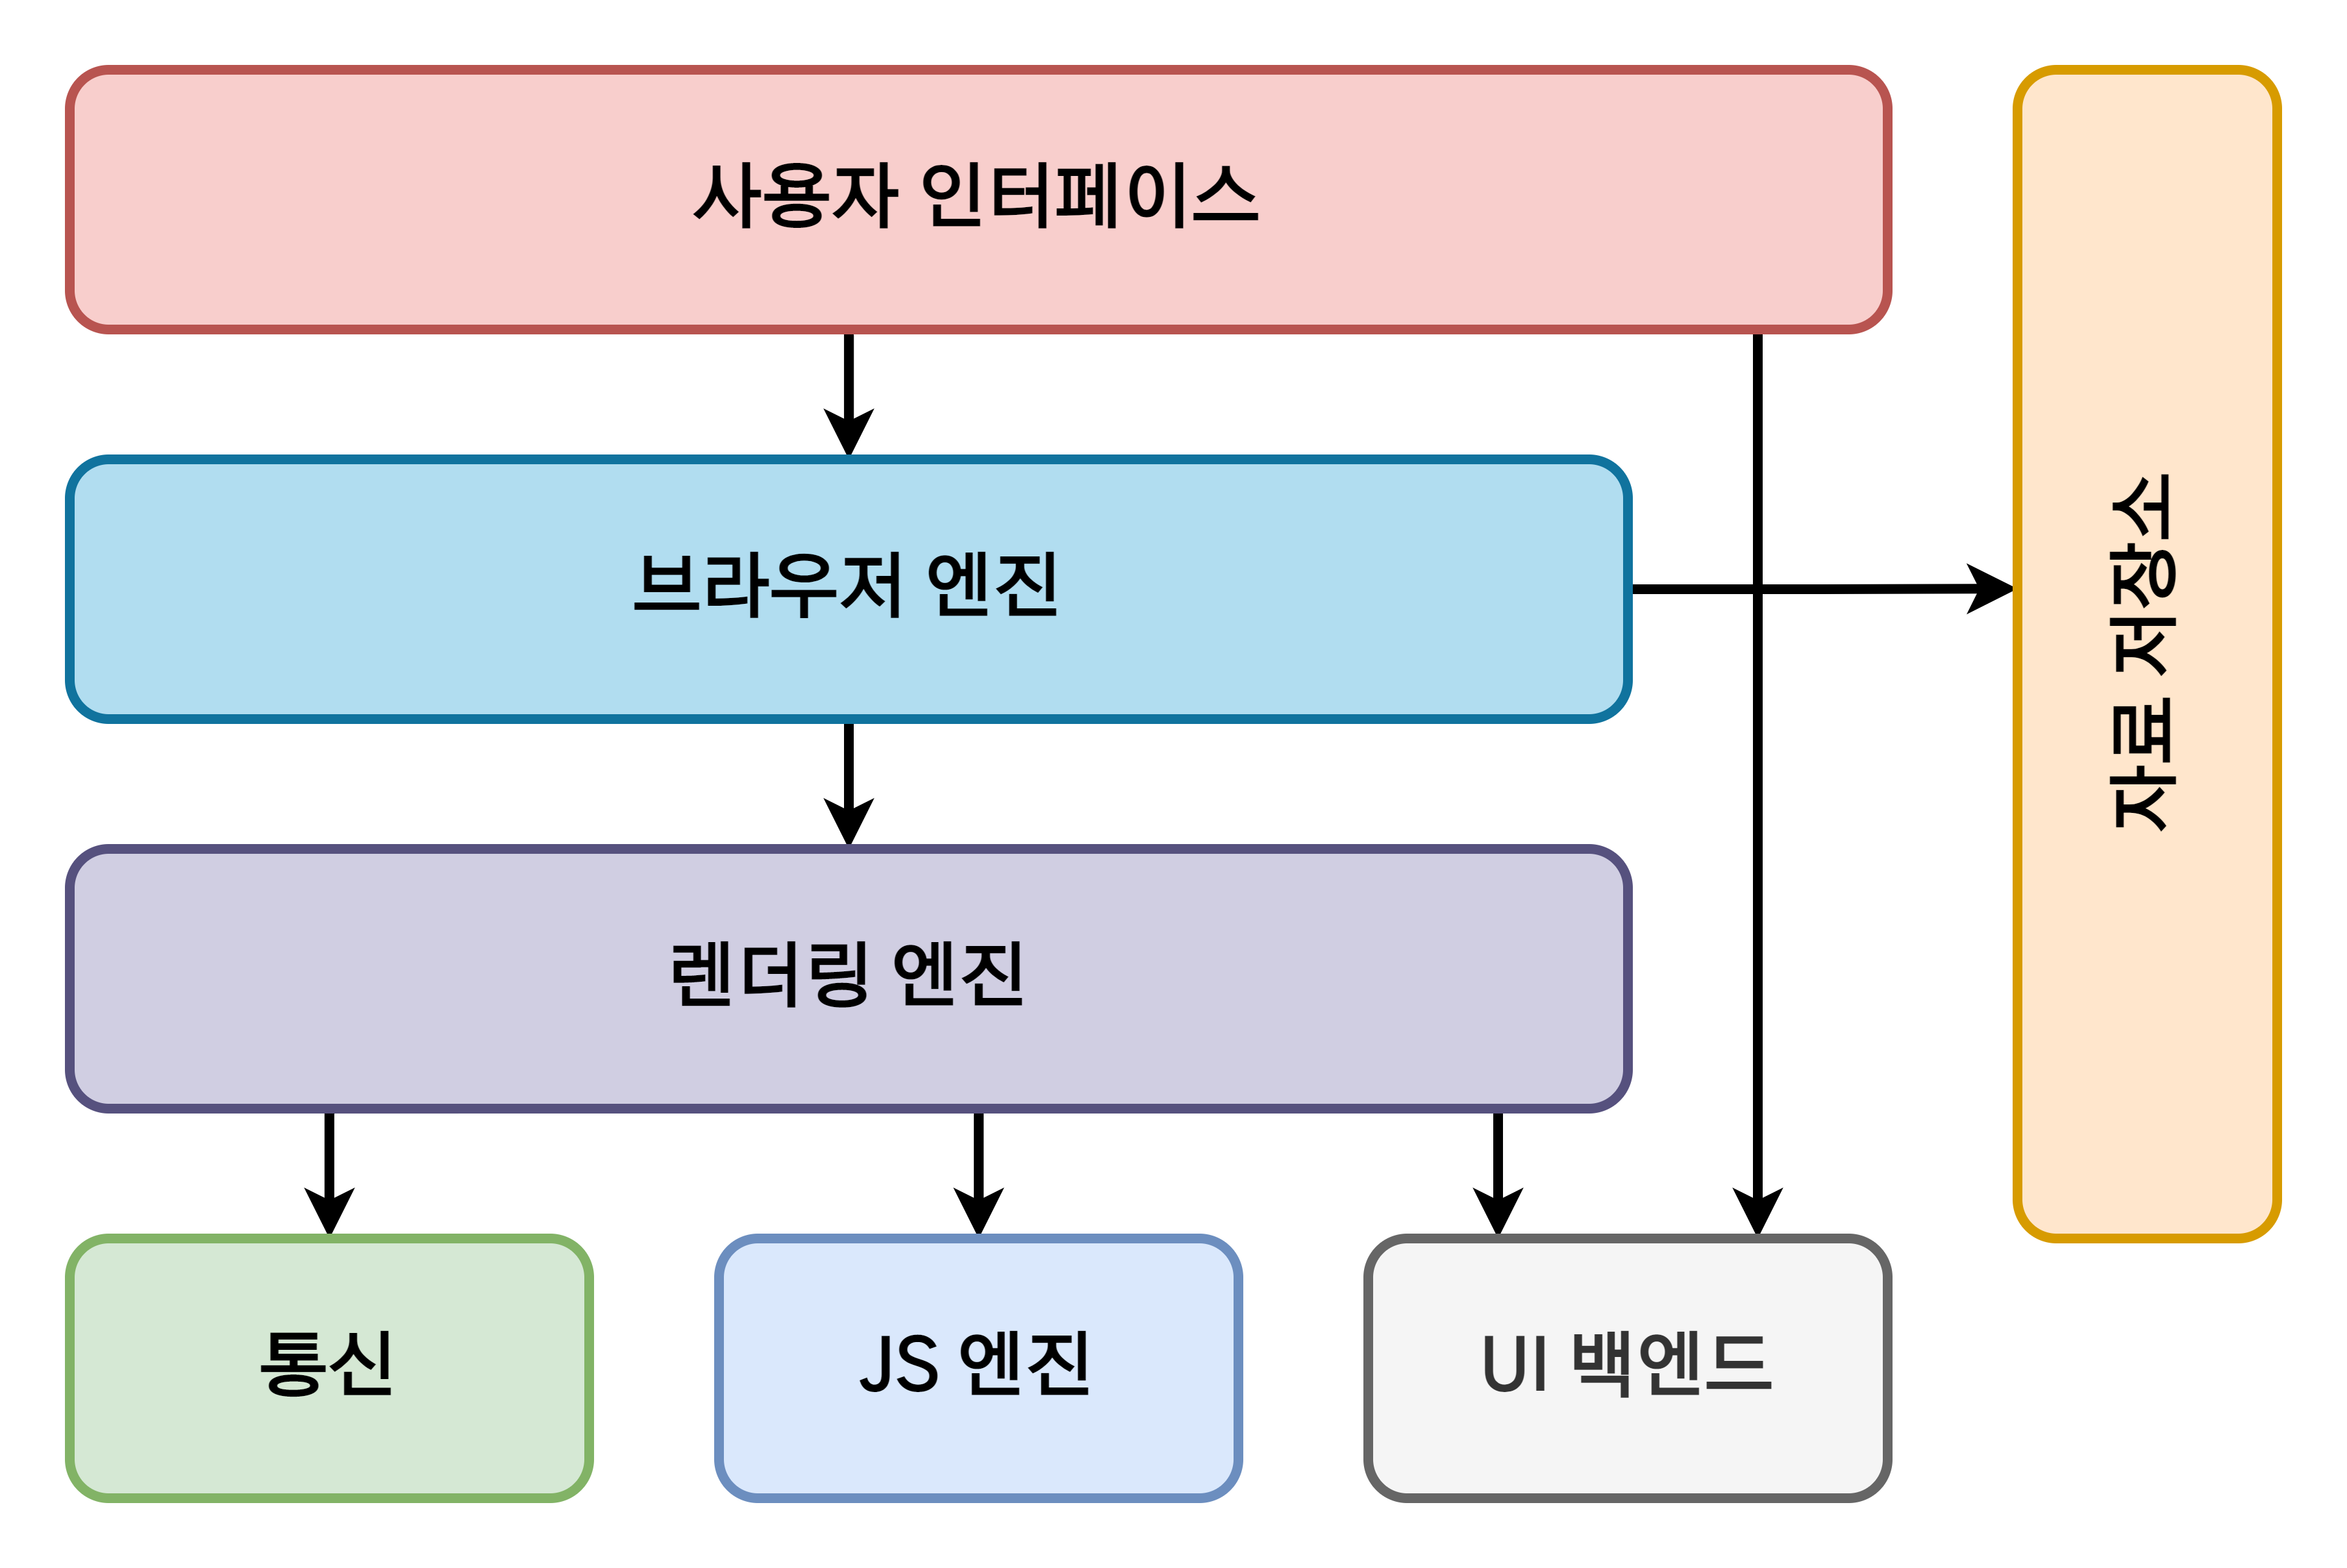 사용자 인터페이스
브라우저 엔진
자료 저장소
렌더링 엔진
통신
JS 엔진
UI 백엔드